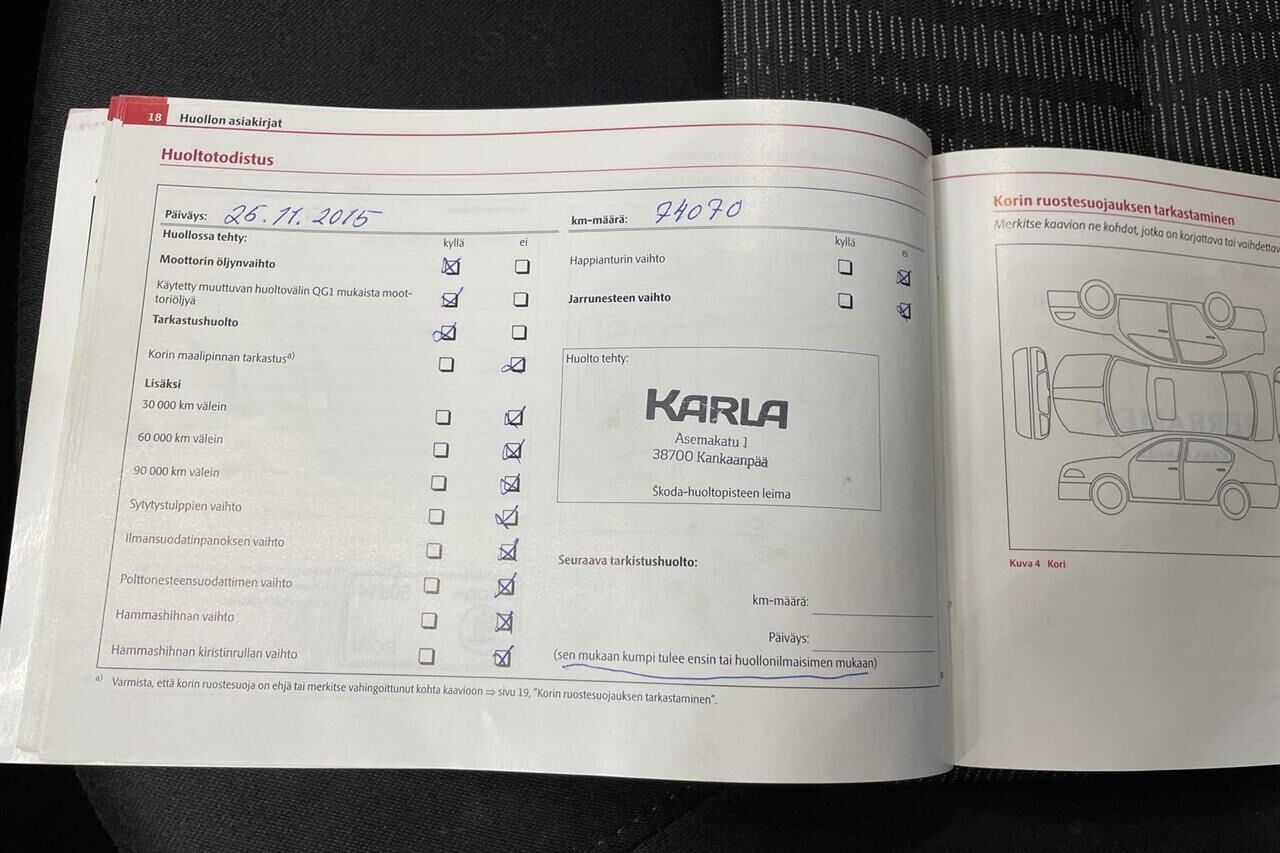 18 Huollon asiakirjat
Huoltotodistus
Päiväys: 25.11.2015
Huollossa tehty: kyllä ei
Moottorin öljynvaihto
Käytetty muuttuvan huoltovälin QG1 mukaista moot-
toriöljyä
Tarkastushuolto
Korin maalipinnan tarkastusa)
Lisäksi
30 000 km välein
60 000 km välein
90 000 km välein
Sytytystulppien vaihto
Ilmansuodatinpanoksen vaihto
Polttonesteensuodattimen vaihto
Hammashihnan vaihto
Hammashihnan kiristinrullan vaihto
km-määrä: 74070
kyllä ei
Happianturin vaihto
Jarrunesteen vaihto
Huolto tehty:
KARLA
Asemakatu 1
38700 Kankaanpää
Škoda-huoltopisteen leima
Seuraava tarkistushuolto:
km-määrä:
Päiväys:
(sen mukaan kumpi tulee ensin tai huollonilmaisimen mukaan)
a) Varmista, että korin ruostesuoja on ehjä tai merkitse vahingoittunut kohta kaavioon ⇒ sivu 19, "Korin ruostesuojauksen tarkastaminen".
Korin ruostesuojauksen tarkastaminen
Merkitse kaavion ne kohdat, jotka on korjattava tai vaihdettav
Kuva 4 Kori